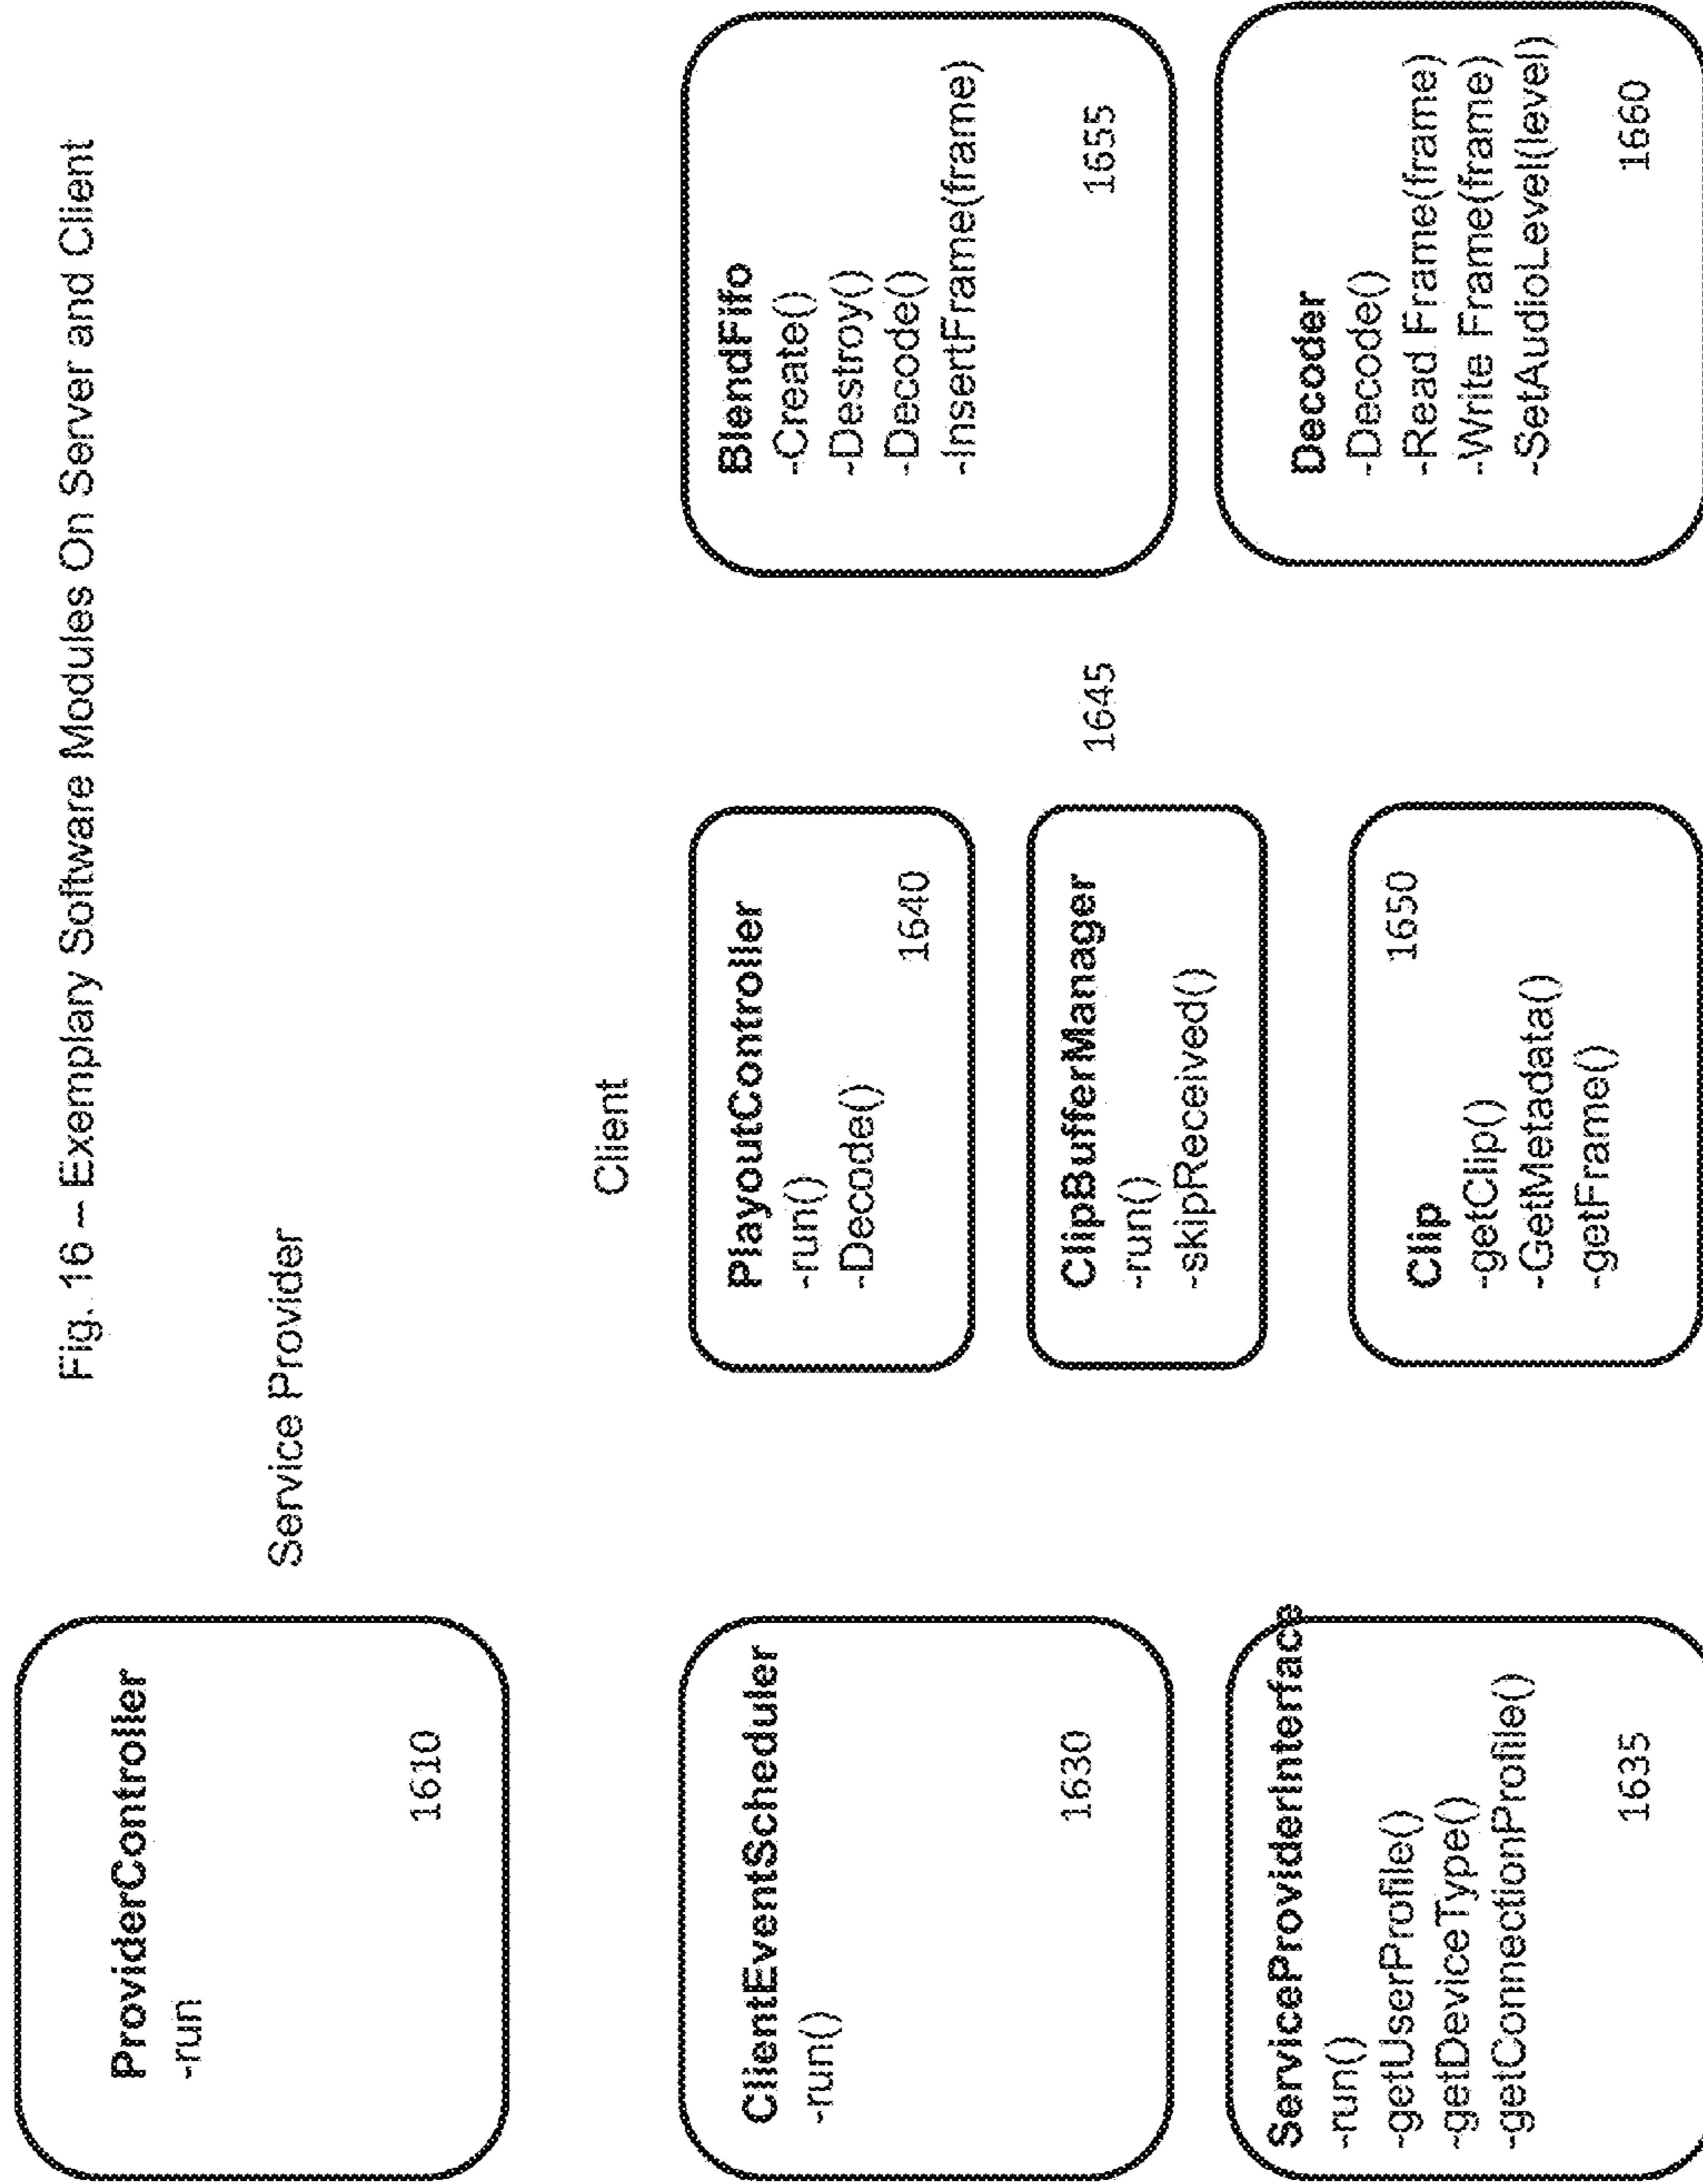 Fig. 16 – Exemplary Software Modules On Server and Client
ProviderController
-run
1610
Service Provider
Client
ClientEventScheduler
-run()
1630
ServiceProviderInterface
-run()
-getUserProfile()
-getDeviceType()
-getConnectionProfile()
1635
PlayoutController
-run()
-Decode()
1640
ClipBufferManager
-run()
-skipReceived()
1645
1650
Clip
-getClip()
-GetMetadata()
-getFrame()
BlendFifo
-Create()
-Destroy()
-Decode()
-InsertFrame(frame)
1655
Decoder
-Decode()
-Read Frame(frame)
-Write Frame(frame)
-SetAudioLevel(level)
1660